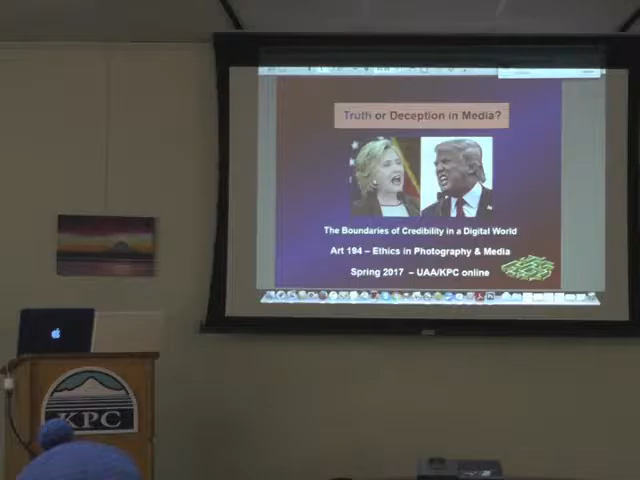 Truth or Deception in Media?
The Boundaries of Credibility in a Digital World
Art 194 – Ethics in Photography & Media
Spring 2017 – UAA/KPC online
KPC